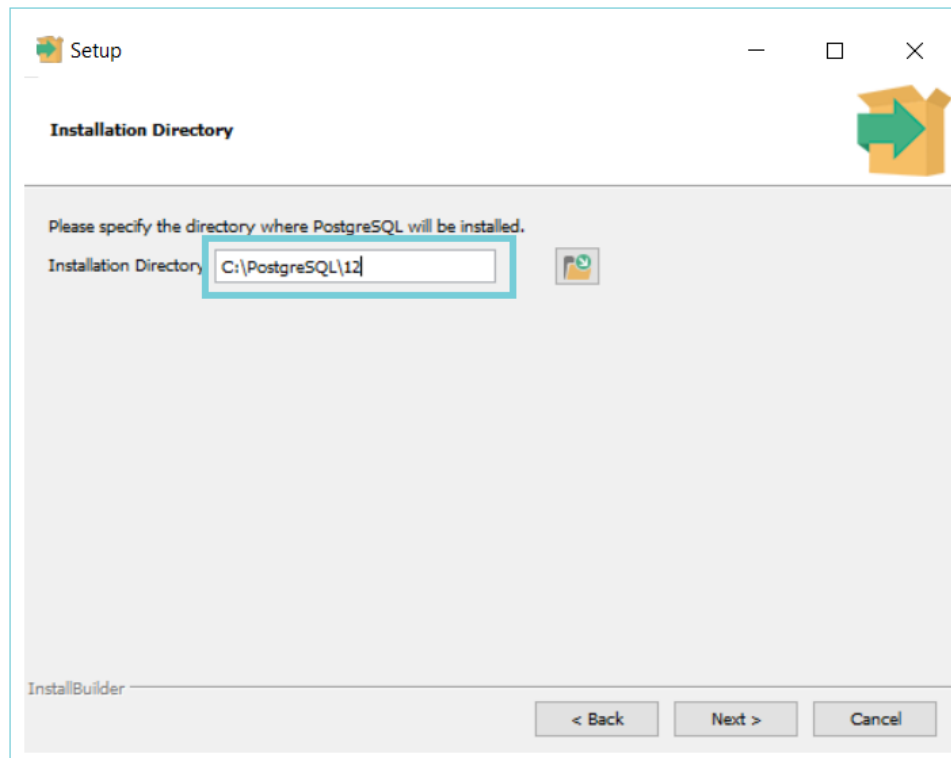 Setup
Installation Directory
Please specify the directory where PostgreSQL will be installed.
Installation Directory C:\PostgreSQL\12
InstallBuilder
< Back Next > Cancel